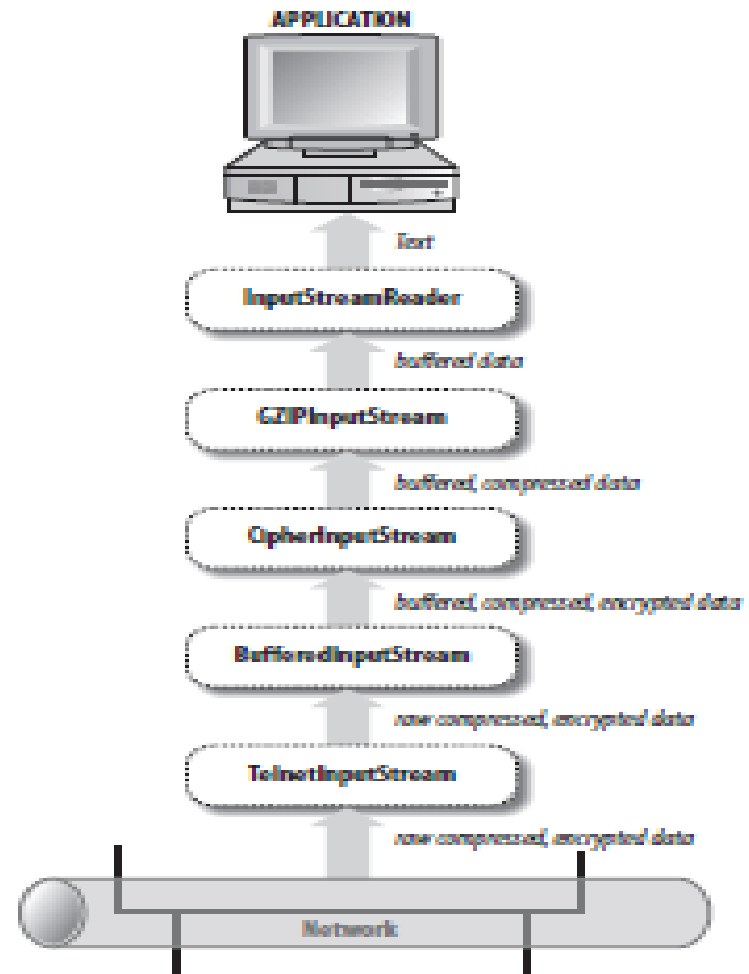 APPLICATION
Text
InputStreamReader
buffered data
GZIPInputStream
buffered, compressed data
CipherInputStream
buffered, compressed, encrypted data
BufferedInputStream
raw compressed, encrypted data
TelnetInputStream
raw compressed, encrypted data
Network